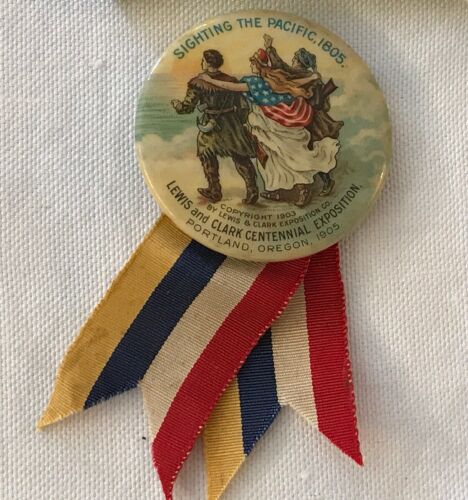 SIGHTING THE PACIFIC, 1805.
COPYRIGHT 1903
BY LEWIS & CLARK EXPOSITION CO.
LEWIS and CLARK CENTENNIAL EXPOSITION.
PORTLAND, OREGON, 1905